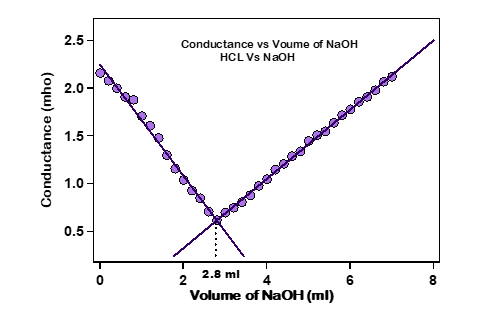 Conductance vs Voume of NaOH
HCL Vs NaOH
Conductance (mho)
2.5
2.0
1.5
1.0
0.5
2.8 ml
0 2 4 6 8
Volume of NaOH (ml)